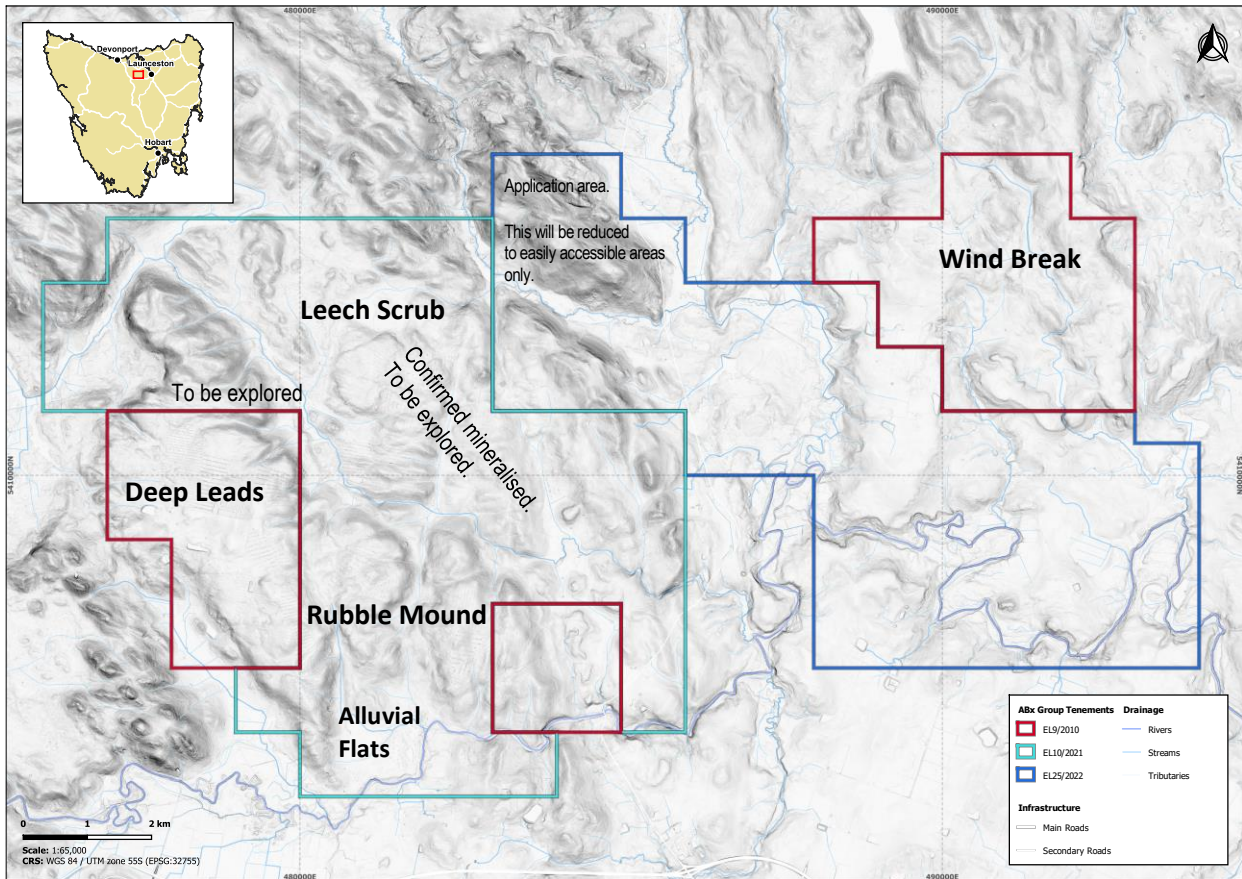 480000E
490000E
Devonport
Launceston
Hobart
Application area.
This will be reduced
to easily accessible areas
only.
Wind Break
Leech Scrub
Confirmed mineralised.
To be explored.
To be explored
5410000N
5410000N
Deep Leads
Rubble Mound
Alluvial
Flats
ABx Group Tenements
EL9/2010
EL10/2021
EL25/2022
Drainage
Rivers
Streams
Tributaries
Infrastructure
Main Roads
Secondary Roads
0 1 2 km
Scale: 1:65,000
CRS: WGS 84 / UTM zone 55S (EPSG:32755)
480000E
490000E